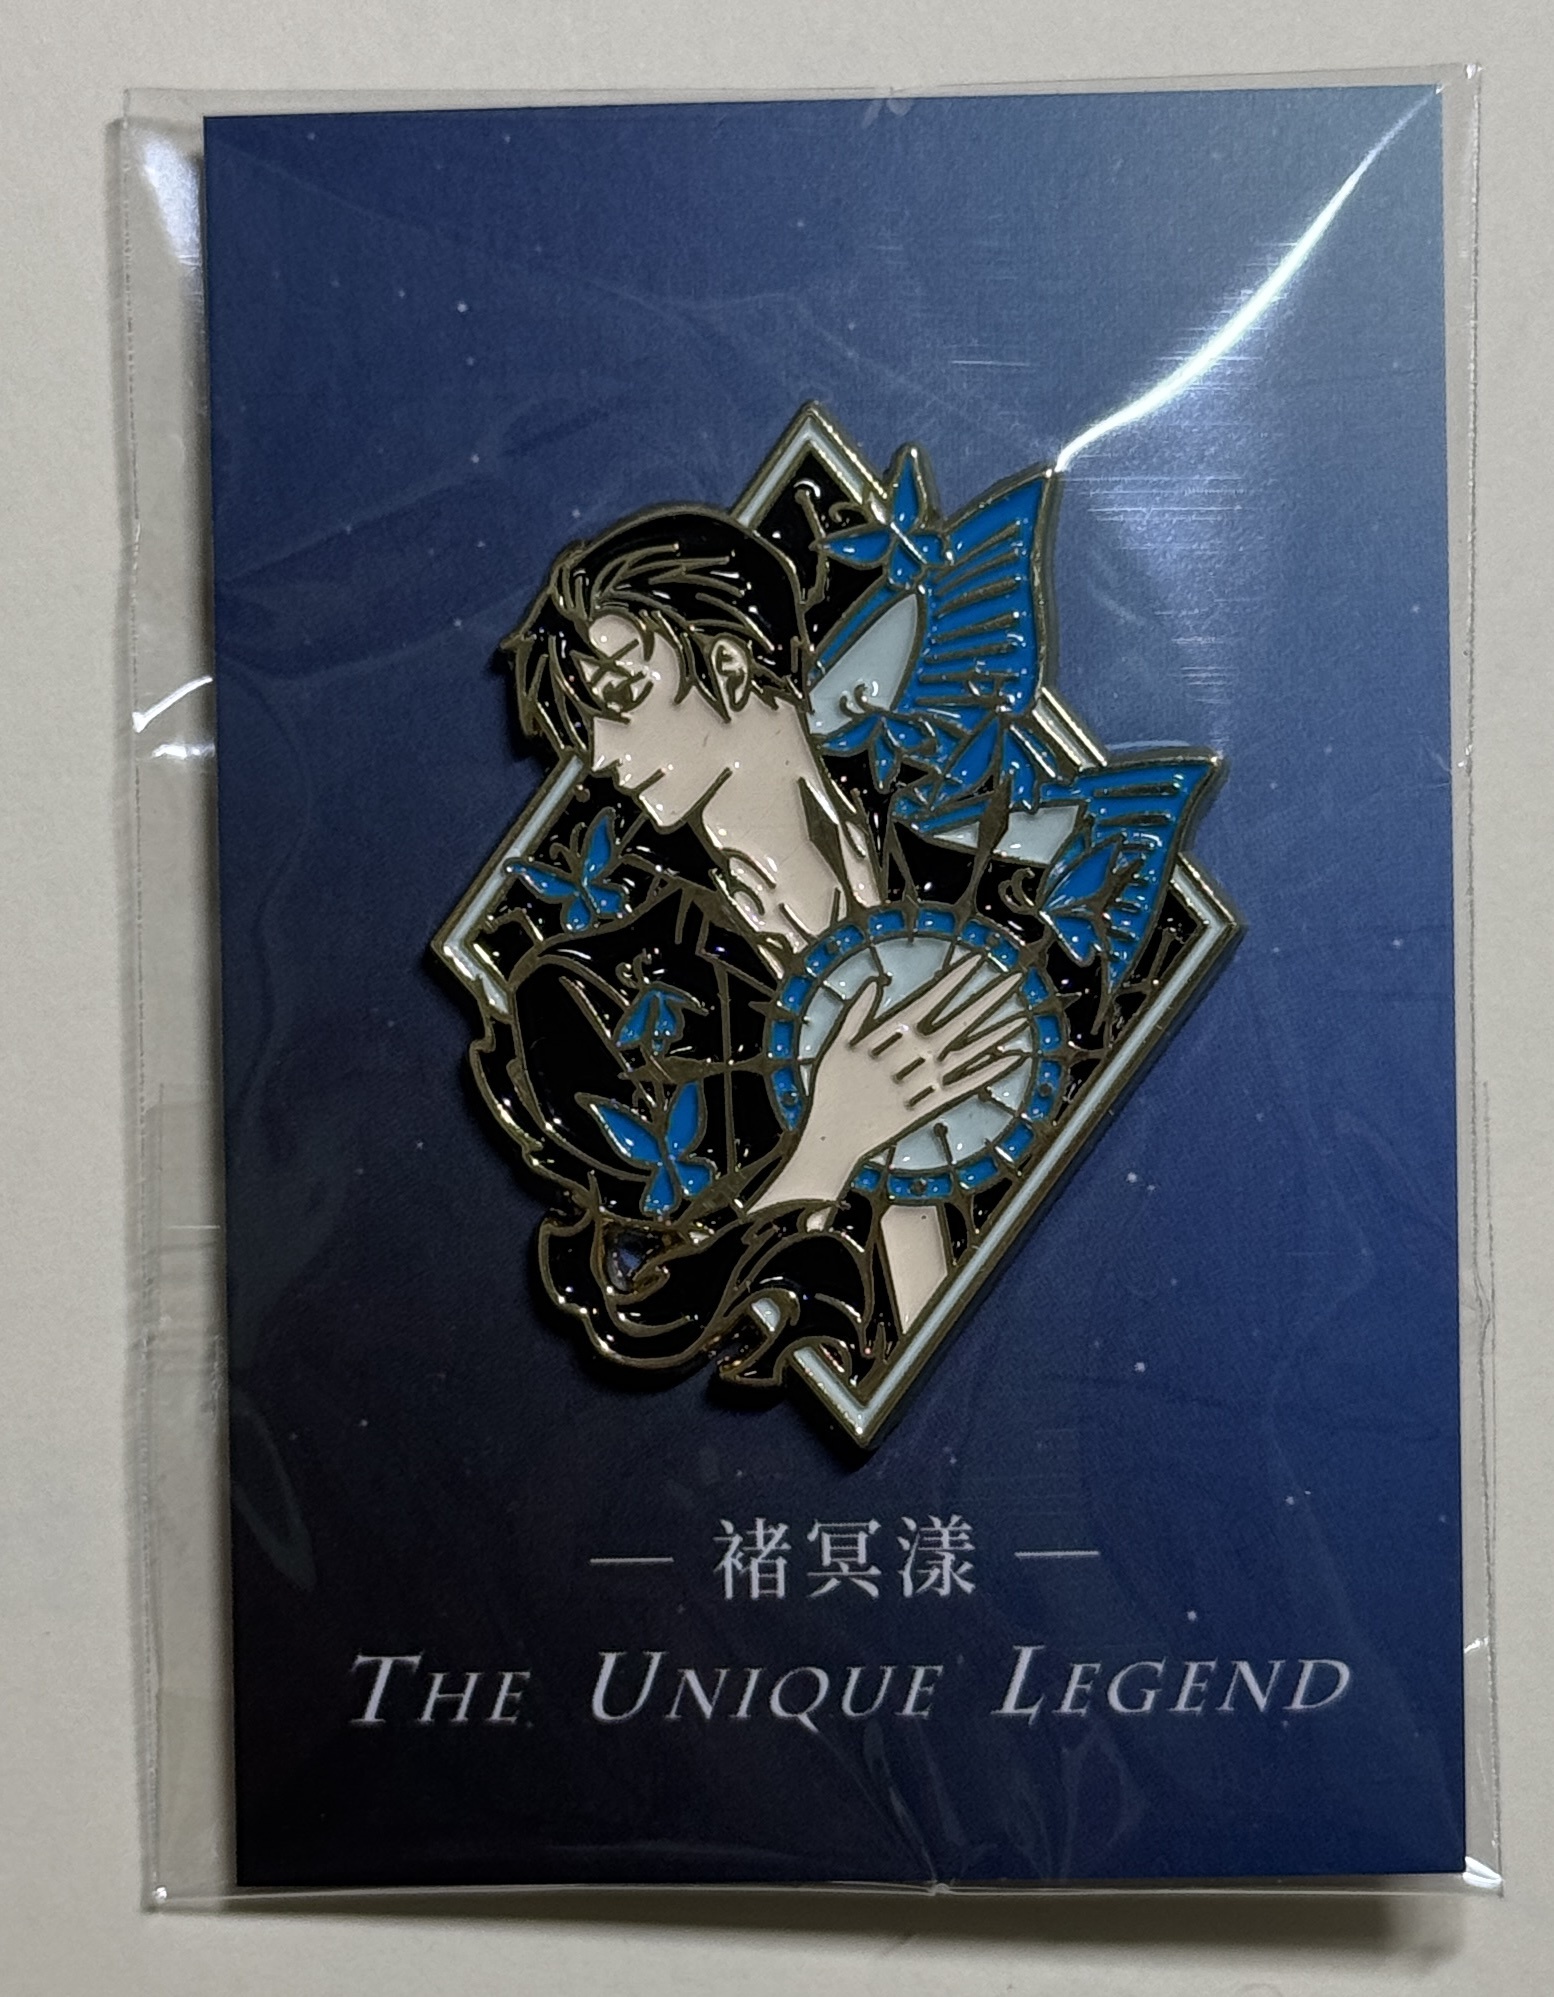 — 褚冥漾 —
THE UNIQUE LEGEND